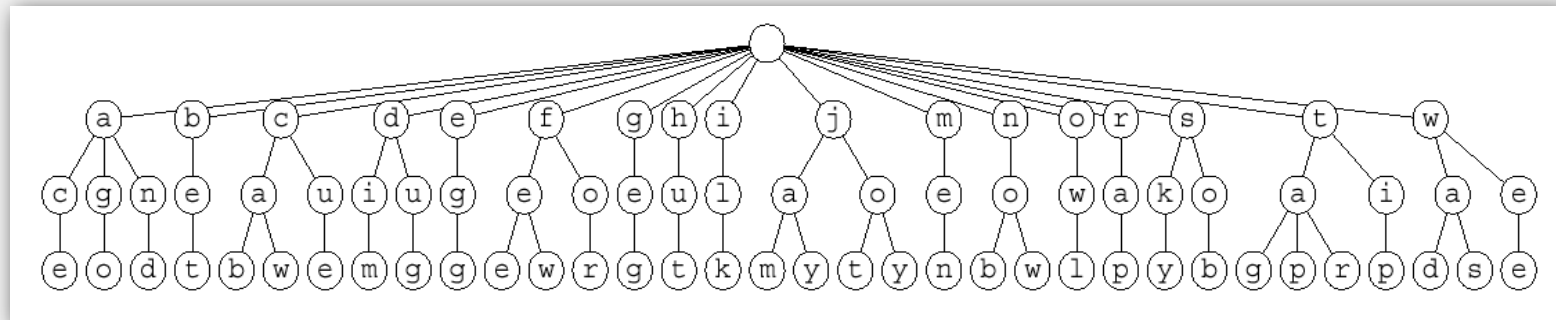 a b c d e f g h i j m n o r s t w
c g n e a u i u g e o e u l a o e o w a k o a i a e
e o d t b w e m g g e w r g t k m y t y n b w l p y b g p r p d s e